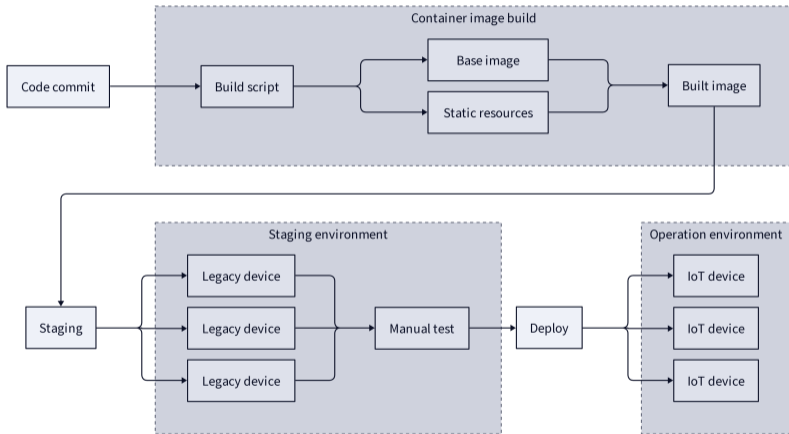 Container image build
Code commit
Build script
Base image
Static resources
Built image
Staging environment
Operation environment
Staging
Legacy device
Legacy device
Legacy device
Manual test
Deploy
IoT device
IoT device
IoT device